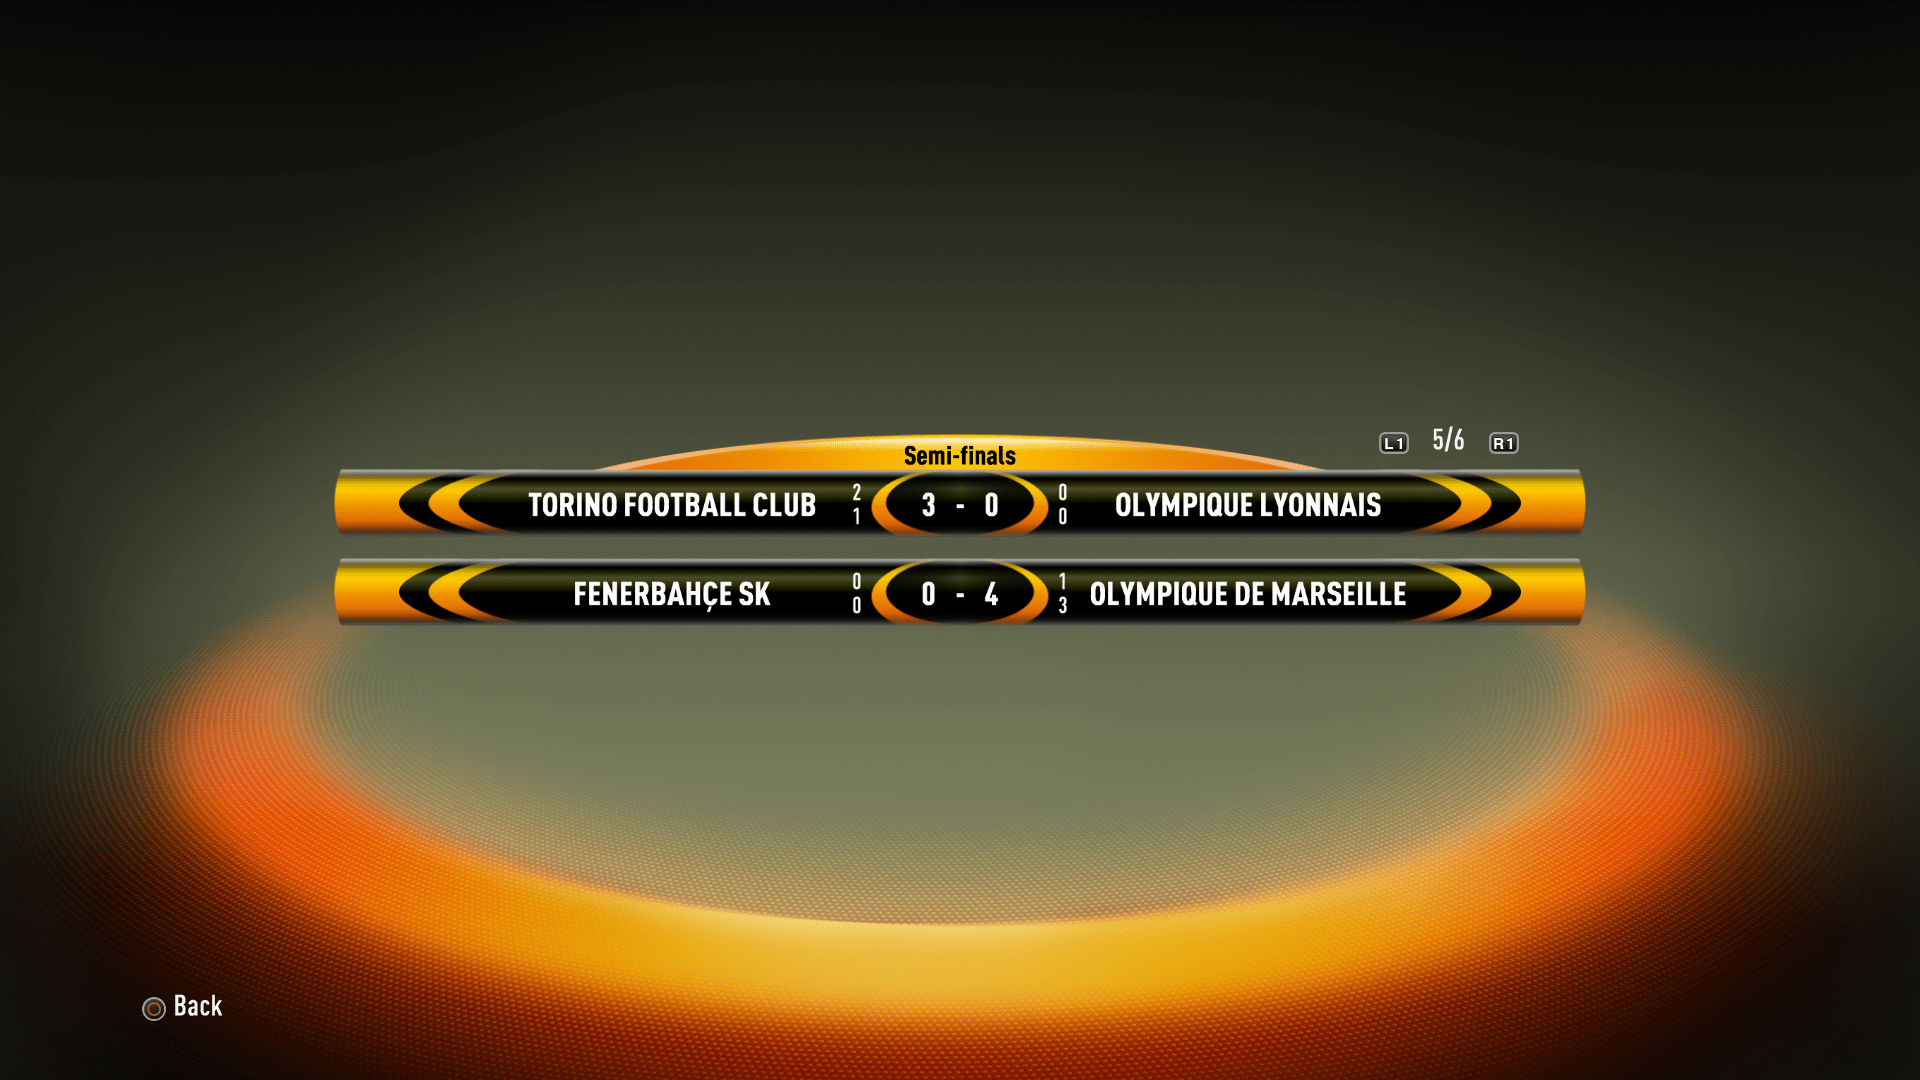 L1 5/6 R1
Semi-finals
TORINO FOOTBALL CLUB 2 1 3 - 0 0 0 OLYMPIQUE LYONNAIS
FENERBAHÇE SK 0 0 0 - 4 1 3 OLYMPIQUE DE MARSEILLE
Back